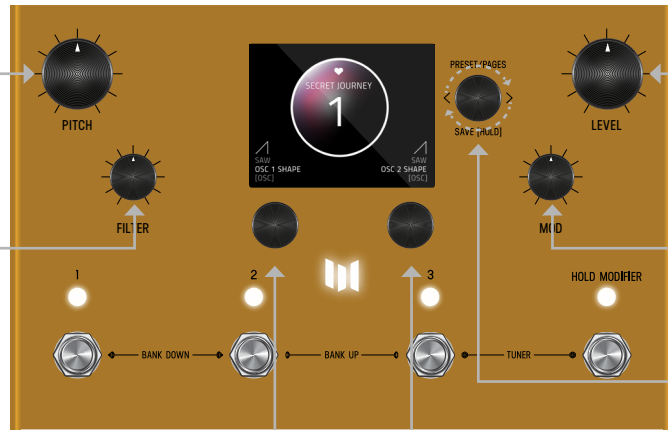 PRESET/PAGES
SAVE [HOLD]
PITCH
LEVEL
SECRET JOURNEY
1
SAW
OSC 1 SHAPE
[OSC]
SAW
OSC 2 SHAPE
[OSC]
FILTER
MOD
1
2
3
HOLD MODIFIER
BANK DOWN
BANK UP
TUNER